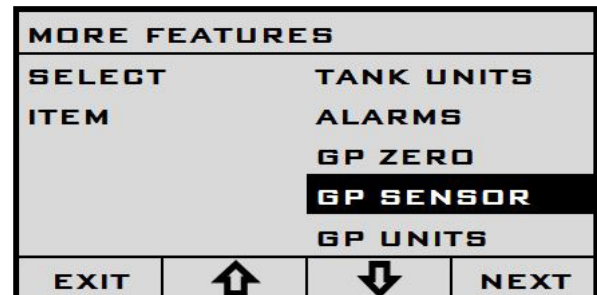 MORE FEATURES
SELECT TANK UNITS
ITEM ALARMS
GP ZERO
GP SENSOR
GP UNITS
EXIT NEXT